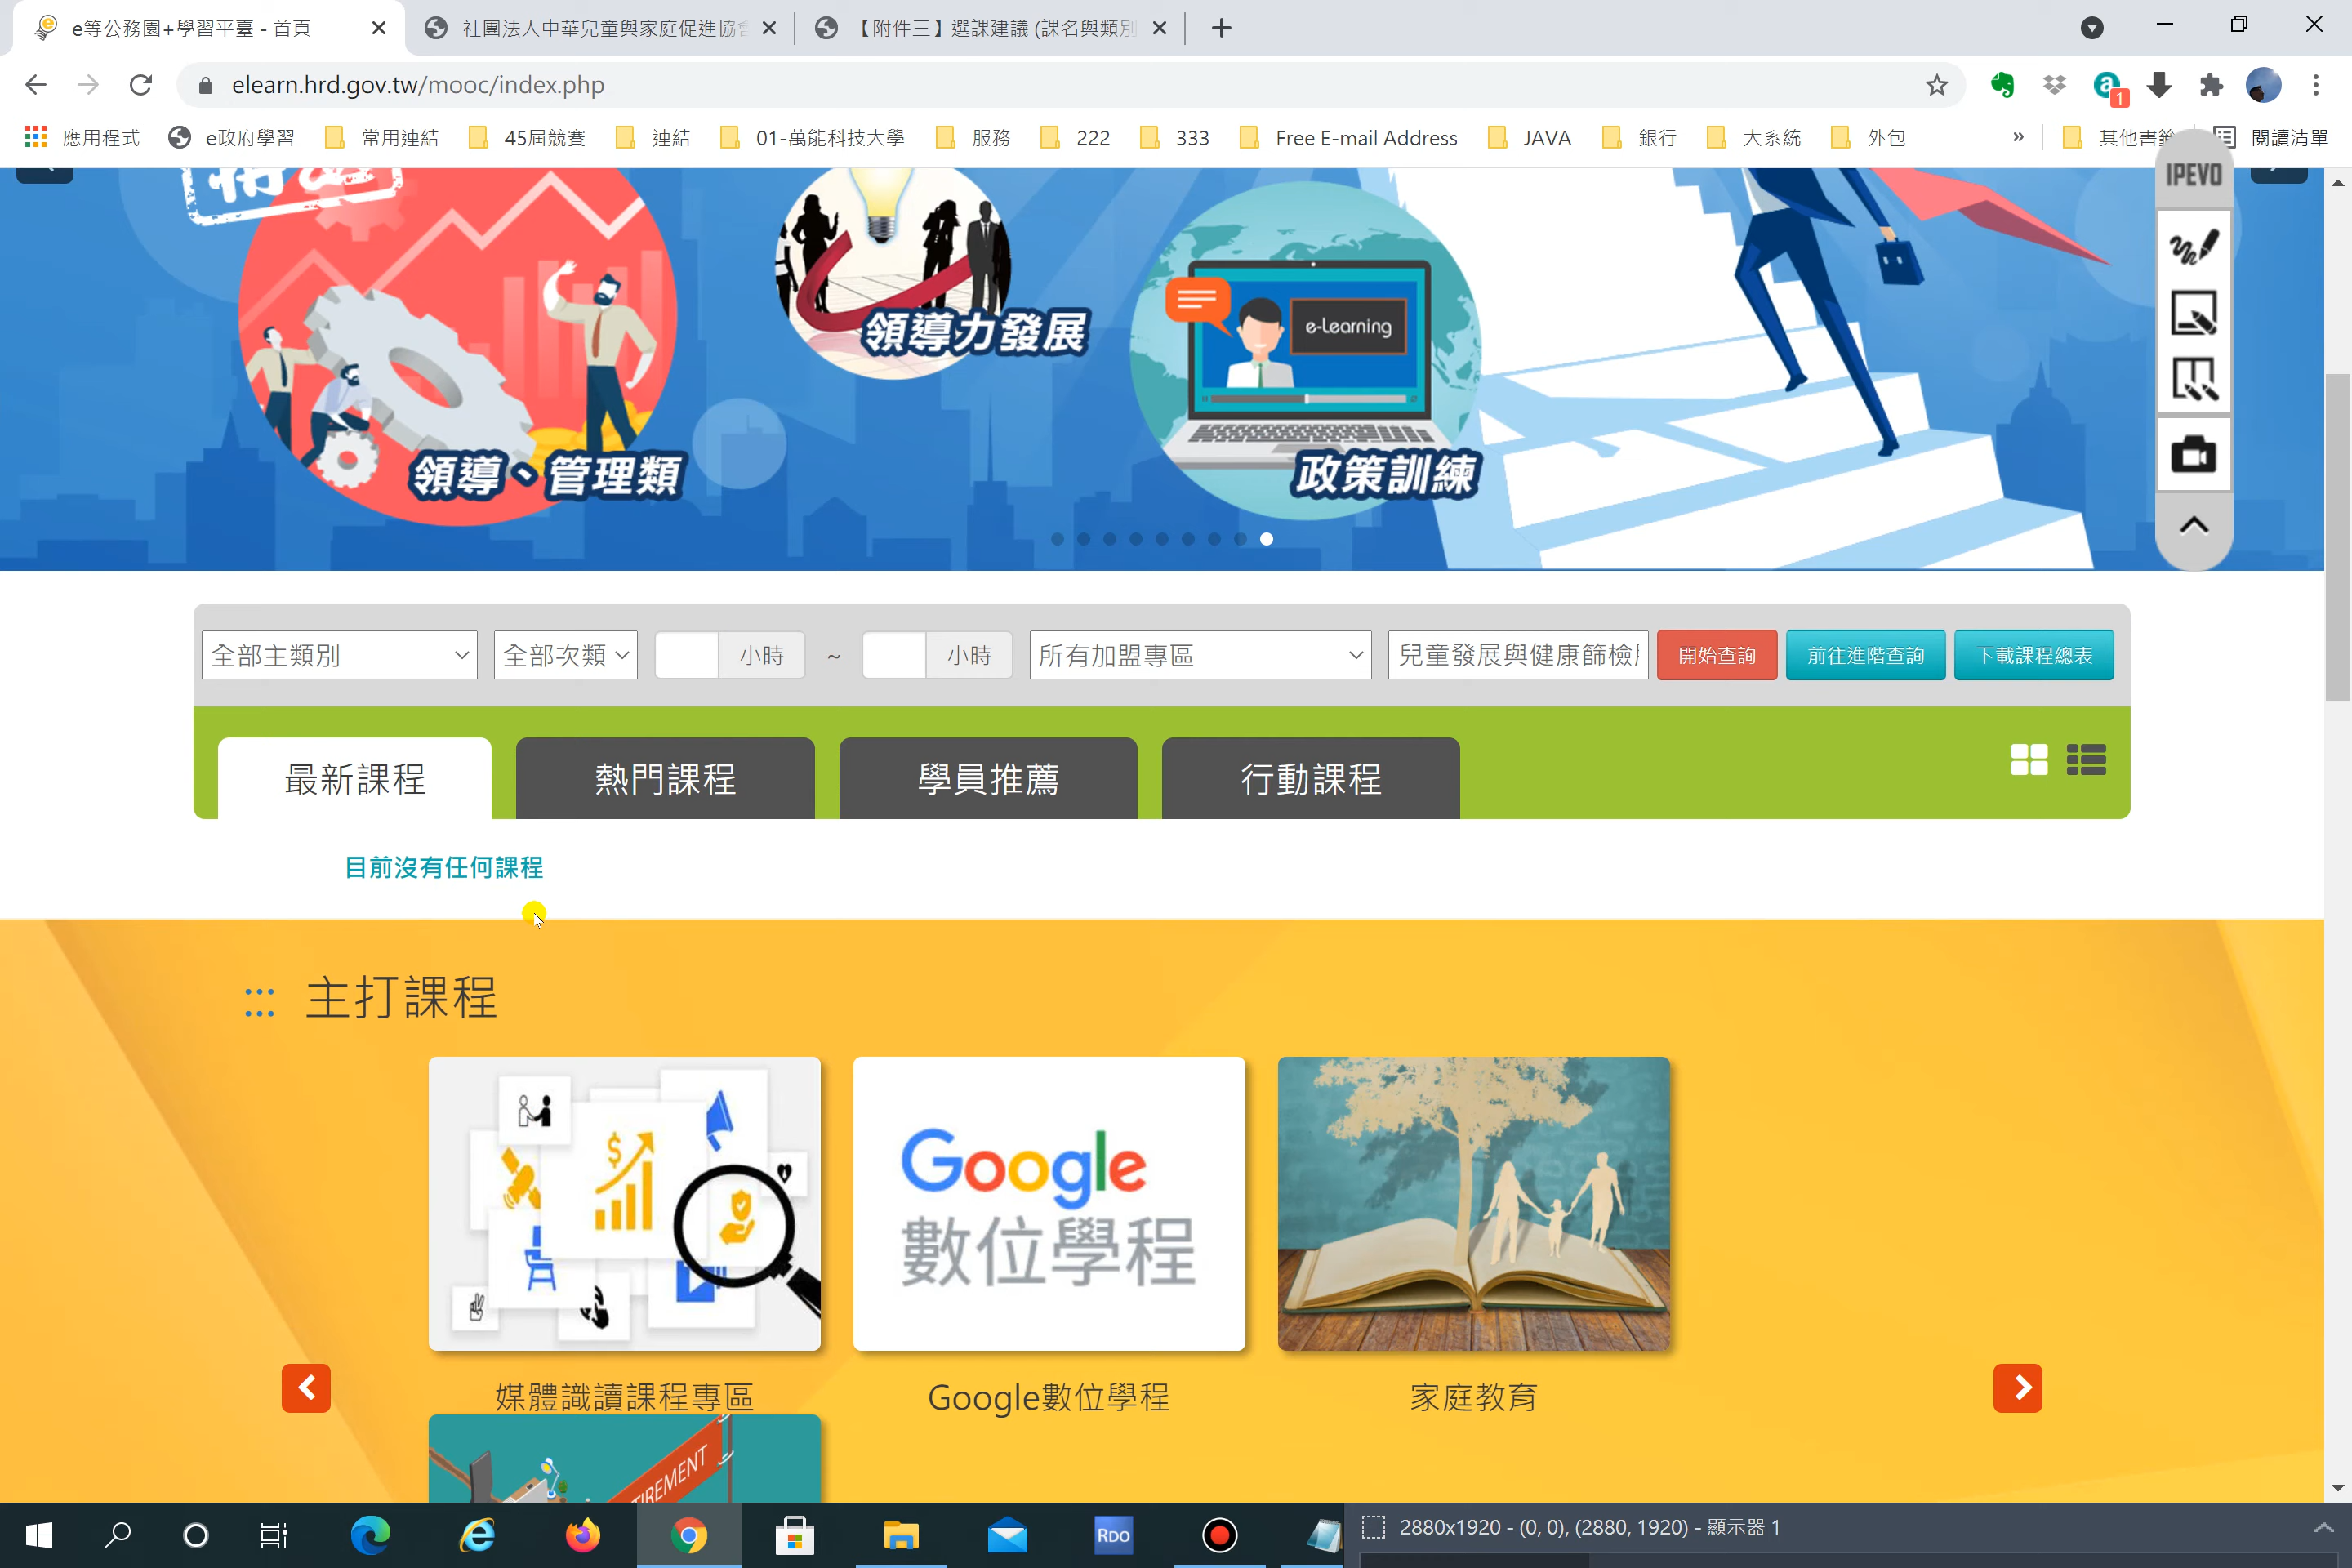 e等公務園+學習平臺 - 首頁
社團法人中華兒童與家庭促進協會
【附件三】選課建議 (課名與類別
elearn.hrd.gov.tw/mooc/index.php
1
應用程式
e政府學習
常用連結
45屆競賽
連結
01-萬能科技大學
服務
222
333
Free E-mail Address
JAVA
銀行
大系統
外包
»
其他書籤
閱讀清單
IPEVO
領導力發展
e-Learning
領導、管理類
政策訓練
全部主類別
全部次類
小時
~
小時
所有加盟專區
兒童發展與健康篩檢
開始查詢
前往進階查詢
下載課程總表
最新課程
熱門課程
學員推薦
行動課程
目前沒有任何課程
主打課程
Google
數位學程
媒體識讀課程專區
Google數位學程
家庭教育
TIREMENT
RDO
2880x1920 - (0, 0), (2880, 1920) - 顯示器 1